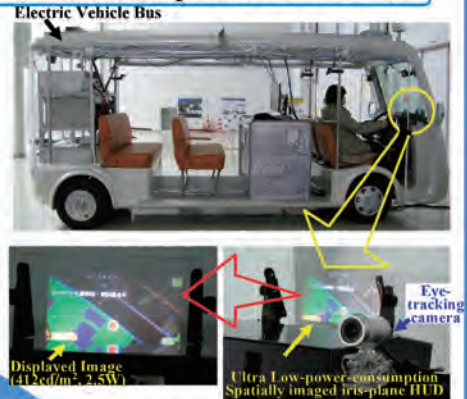 Electric Vehicle Bus
Eye-
tracking
camera
Displayed Image
(412cd/m², 2.5W)
Ultra Low-power-consumption
Spatially imaged iris-plane HUD